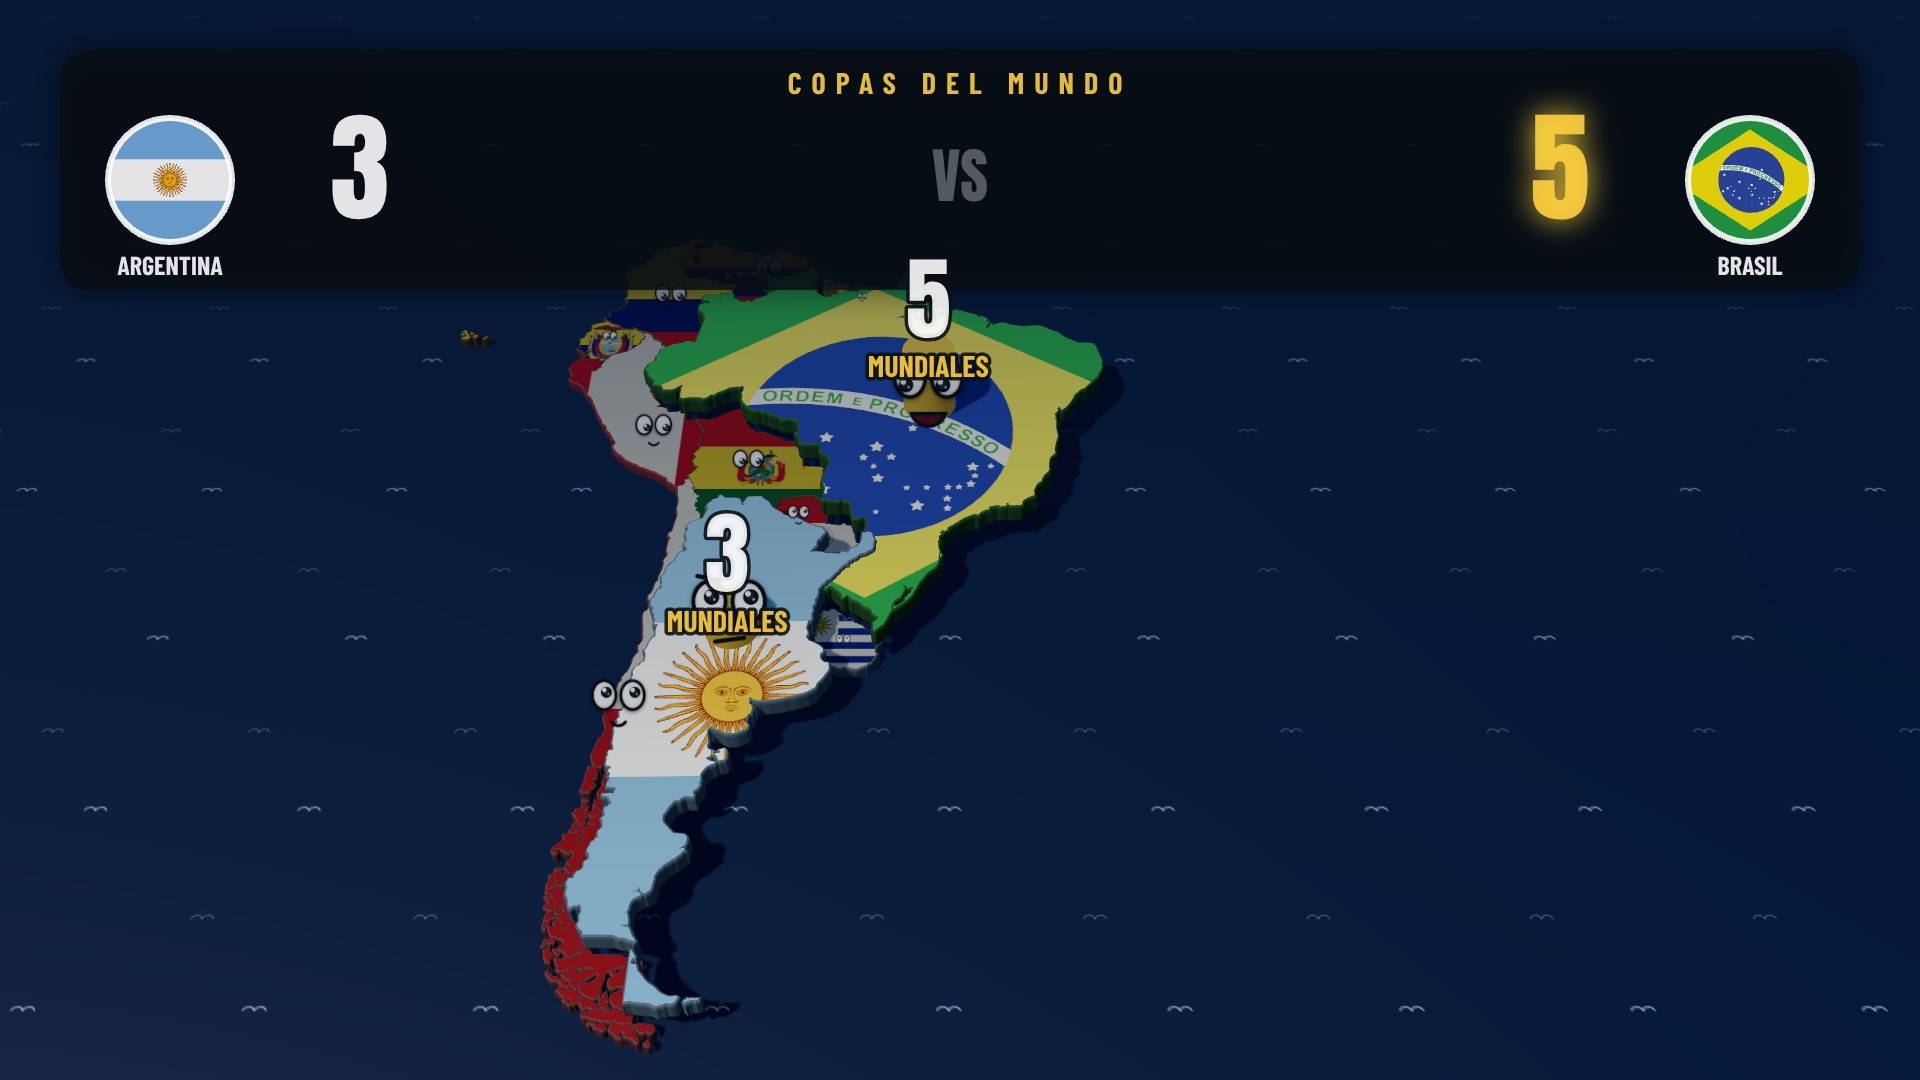 COPAS DEL MUNDO
3
VS
5
ARGENTINA
BRASIL
5
MUNDIALES
ORDEM E PROGRESSO
3
MUNDIALES